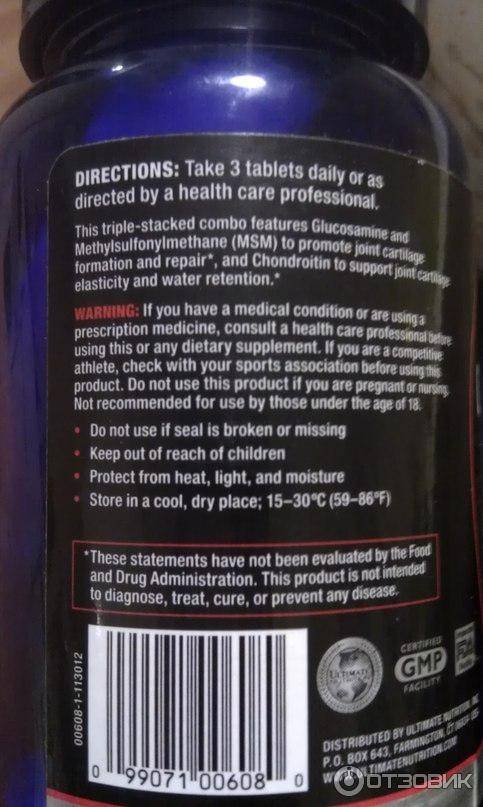 DIRECTIONS: Take 3 tablets daily or as
directed by a health care professional.
This triple-stacked combo features Glucosamine and
Methylsulfonylmethane (MSM) to promote joint cartilage
formation and repair*, and Chondroitin to support joint cartilage
elasticity and water retention.*
WARNING: If you have a medical condition or are using a
prescription medicine, consult a health care professional before
using this or any dietary supplement. If you are a competitive
athlete, check with your sports association before using this
product. Do not use this product if you are pregnant or nursing.
Not recommended for use by those under the age of 18.
• Do not use if seal is broken or missing
• Keep out of reach of children
• Protect from heat, light, and moisture
• Store in a cool, dry place; 15–30°C (59–86°F)
*These statements have not been evaluated by the Food
and Drug Administration. This product is not intended
to diagnose, treat, cure, or prevent any disease.
00608-1-113012
0 99071 00608 0
ULTIMATE
CERTIFIED
GMP
FACILITY
DISTRIBUTED BY ULTIMATE NUTRITION, INC.
P.O. BOX 643, FARMINGTON, CT
WWW.ULTIMATENUTRITION.COM
ОТЗОВИК